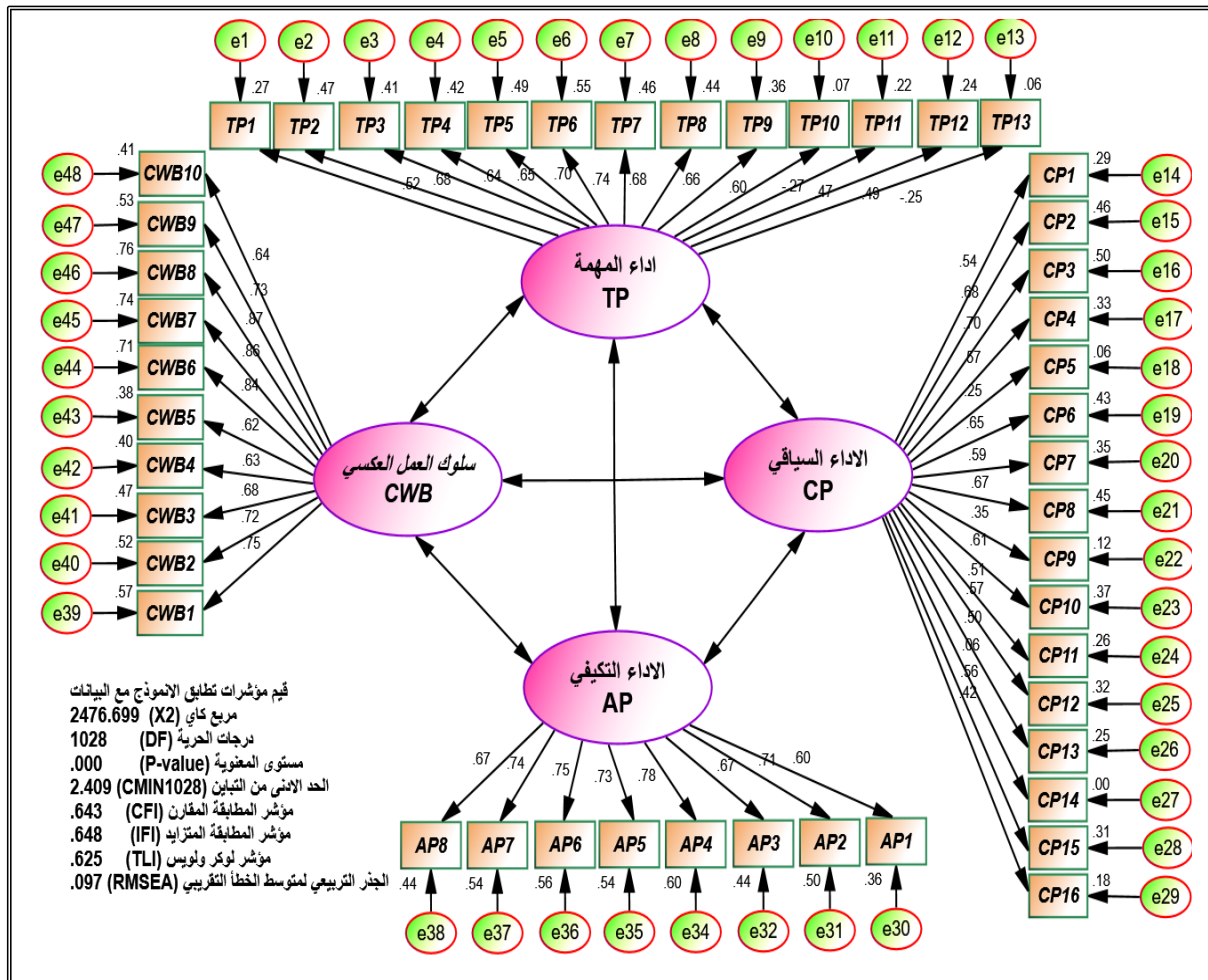 e1 e2 e3 e4 e5 e6 e7 e8 e9 e10 e11 e12 e13
.27 .47 .41 .42 .49 .55 .46 .44 .36 .07 .22 .24 .06
TP1 TP2 TP3 TP4 TP5 TP6 TP7 TP8 TP9 TP10 TP11 TP12 TP13
.52 .68 .64 .65 .70 .74 .68 .66 .60 -.27 .47 .49 -.25
اداء المهمة
TP
e48 .41 CWB10 .64
e47 .53 CWB9 .73
e46 .76 CWB8 .87
e45 .74 CWB7 .86
e44 .71 CWB6 .84
e43 .38 CWB5 .62
e42 .40 CWB4 .63
e41 .47 CWB3 .68
e40 .52 CWB2 .72
e39 .57 CWB1 .75
سلوك العمل العكسي
CWB
الاداء السياقي
CP
.54 CP1 .29 e14
.68 CP2 .46 e15
.70 CP3 .50 e16
.57 CP4 .33 e17
.25 CP5 .06 e18
.65 CP6 .43 e19
.59 CP7 .35 e20
.67 CP8 .45 e21
.35 CP9 .12 e22
.61 CP10 .37 e23
.51 CP11 .26 e24
.57 CP12 .32 e25
.50 CP13 .25 e26
.06 CP14 .00 e27
.56 CP15 .31 e28
.42 CP16 .18 e29
الاداء التكيفي
AP
.67 .74 .75 .73 .78 .67 .71 .60
AP8 AP7 AP6 AP5 AP4 AP3 AP2 AP1
.44 .54 .56 .54 .60 .44 .50 .36
e38 e37 e36 e35 e34 e32 e31 e30
قيم مؤشرات تطابق الانموذج مع البيانات
مربع كاي (X2) 2476.699
درجات الحرية (DF) 1028
مستوى المعنوية (P-value) .000
الحد الادنى من التباين (CMIN1028) 2.409
مؤشر المطابقة المقارن (CFI) .643
مؤشر المطابقة المتزايد (IFI) .648
مؤشر لوكر ولويس (TLI) .625
الجذر التربيعي لمتوسط الخطأ التقريبي (RMSEA) .097